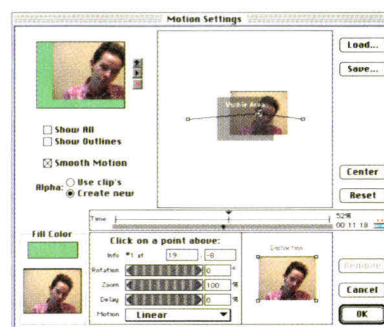 Motion Settings
Load...
Save...
Visible Area
Show All
Show Outlines
Smooth Motion
Alpha:
Use clip's
Create new
Center
Reset
Time
52%
00 11 18
Fill Color
Click on a point above:
Info
19
-8
Rotation
0
Zoom
100 %
Delay
0 %
Motion
Linear
Distortion
Cancel
OK